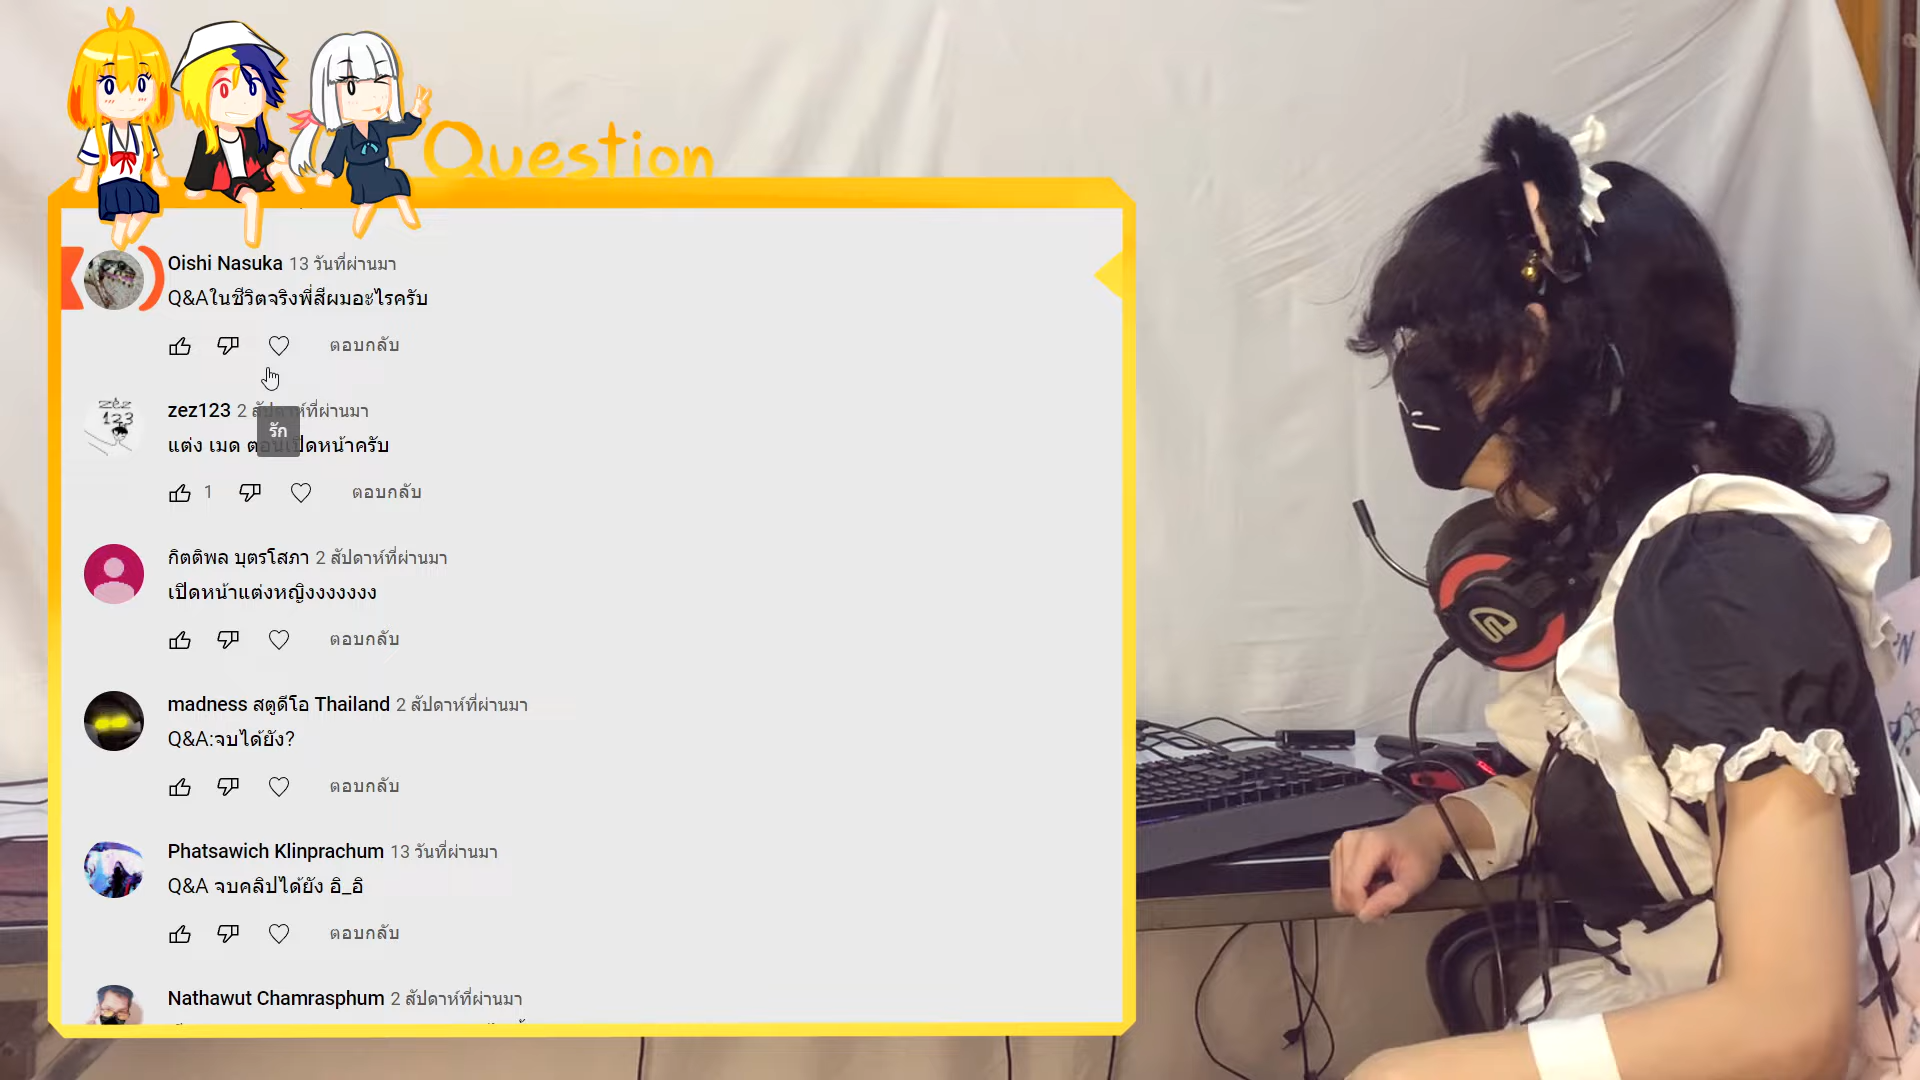 Question
Oishi Nasuka 13 วันที่ผ่านมา
Q&Aในชีวิตจริงพี่สีผมอะไรครับ
ตอบกลับ
zez123 2 สัปดาห์ที่ผ่านมา
รัก
แต่ง เมด ตอนเปิดหน้าครับ
1 ตอบกลับ
กิตติพล บุตรโสภา 2 สัปดาห์ที่ผ่านมา
เปิดหน้าแต่งหญิงงงงงงง
ตอบกลับ
madness สตูดีโอ Thailand 2 สัปดาห์ที่ผ่านมา
Q&A:จบได้ยัง?
ตอบกลับ
Phatsawich Klinprachum 13 วันที่ผ่านมา
Q&A จบคลิปได้ยัง อิ_อิ
ตอบกลับ
Nathawut Chamrasphum 2 สัปดาห์ที่ผ่านมา